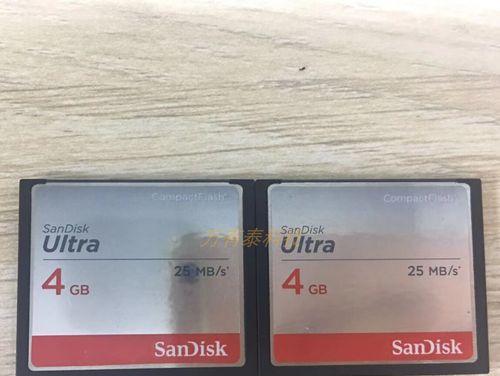 CompactFlash
SanDisk
Ultra
4 GB
25 MB/s*
SanDisk
CompactFlash
SanDisk
Ultra
4 GB
25 MB/s*
SanDisk